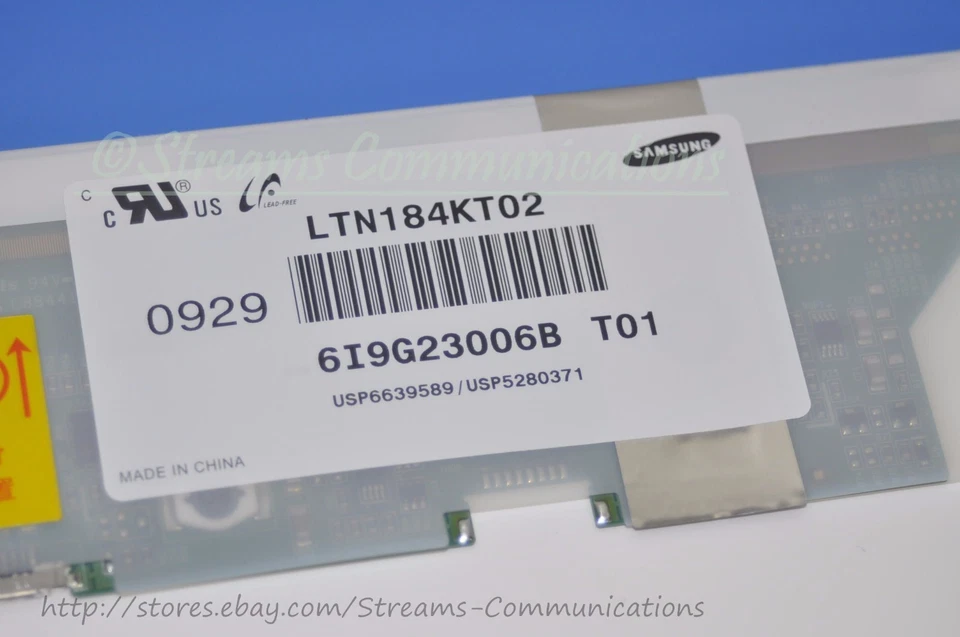 ©Streams Communications
SAMSUNG
C
c RU® US
LEAD-FREE
LTN184KT02
0929
6I9G23006B T01
USP6639589/USP5280371
MADE IN CHINA
http://stores.ebay.com/Streams-Communications